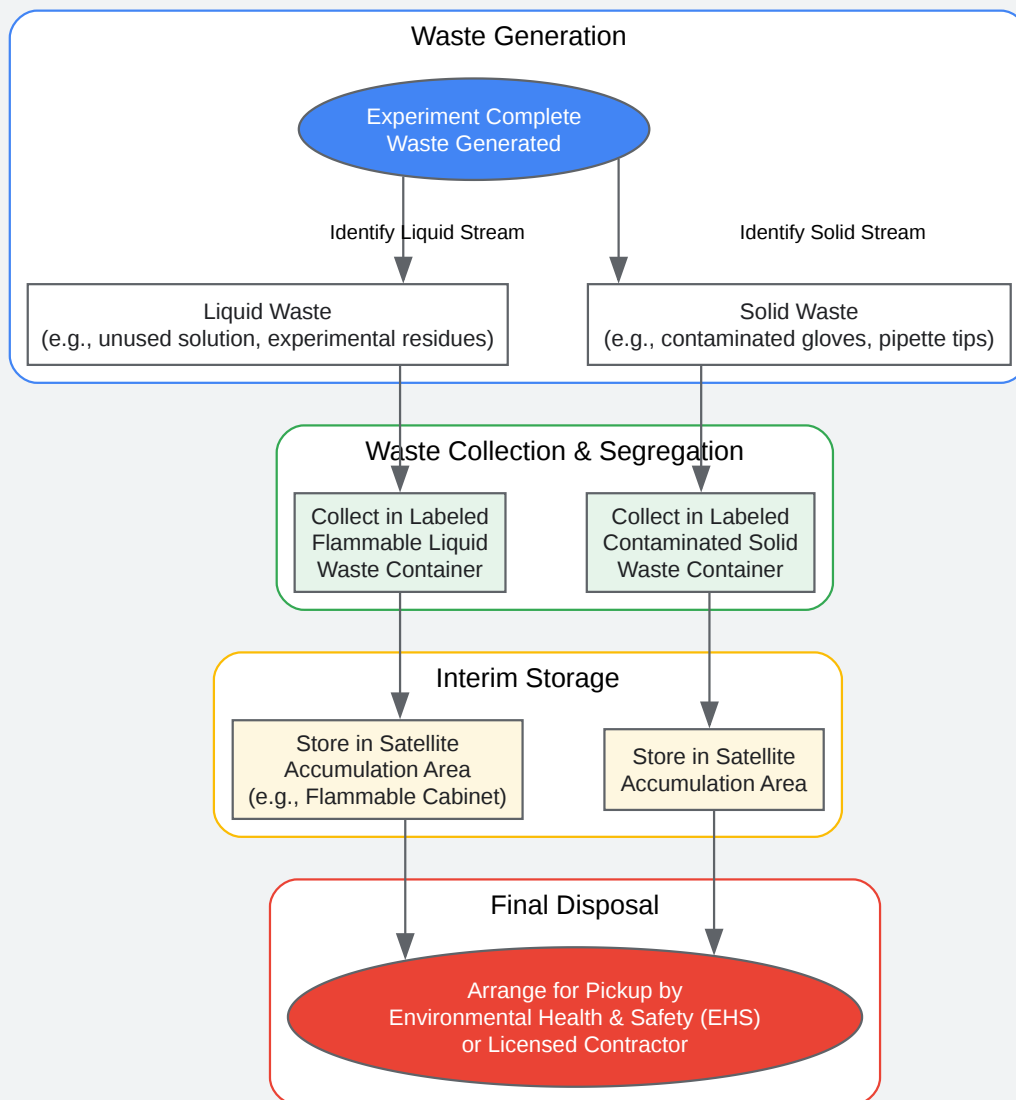 Waste Generation
Experiment Complete
Waste Generated
Identify Liquid Stream
Identify Solid Stream
Liquid Waste
(e.g., unused solution, experimental residues)
Solid Waste
(e.g., contaminated gloves, pipette tips)
Waste Collection & Segregation
Collect in Labeled
Flammable Liquid
Waste Container
Collect in Labeled
Contaminated Solid
Waste Container
Interim Storage
Store in Satellite
Accumulation Area
(e.g., Flammable Cabinet)
Store in Satellite
Accumulation Area
Final Disposal
Arrange for Pickup by
Environmental Health & Safety (EHS)
or Licensed Contractor